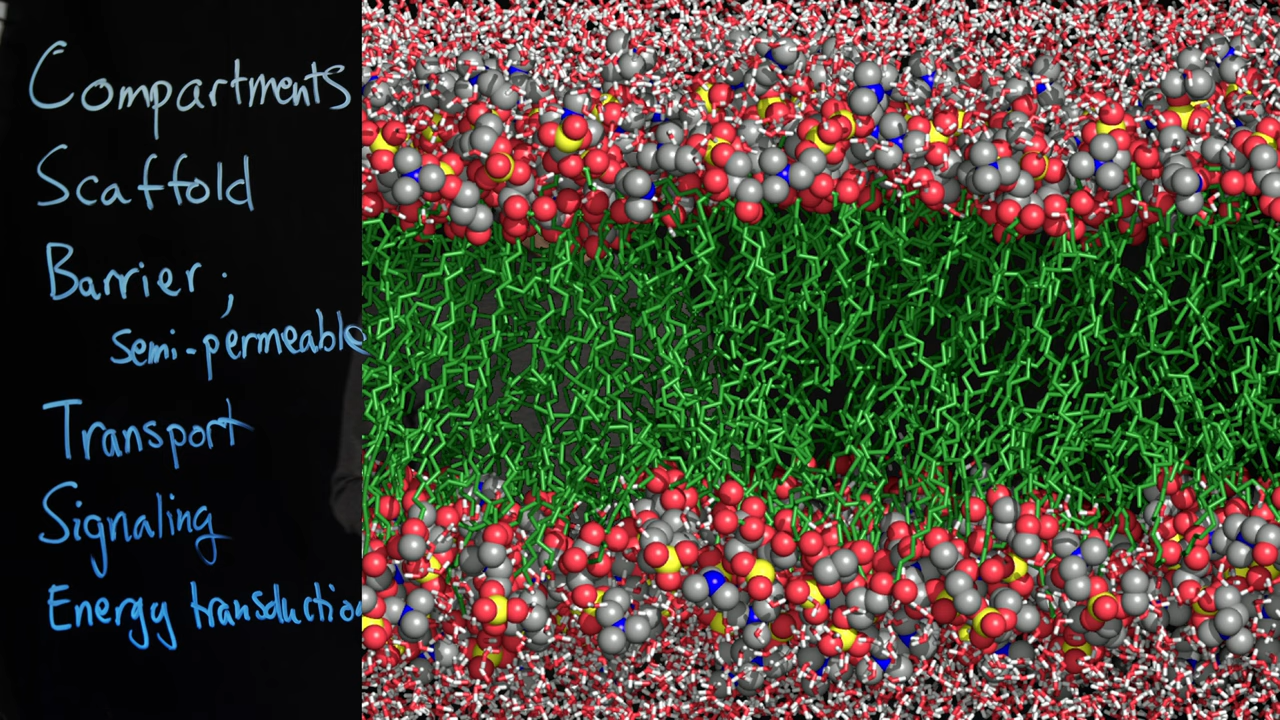 Compartments
Scaffold
Barrier;
semi-permeable
Transport
Signaling
Energy transduction